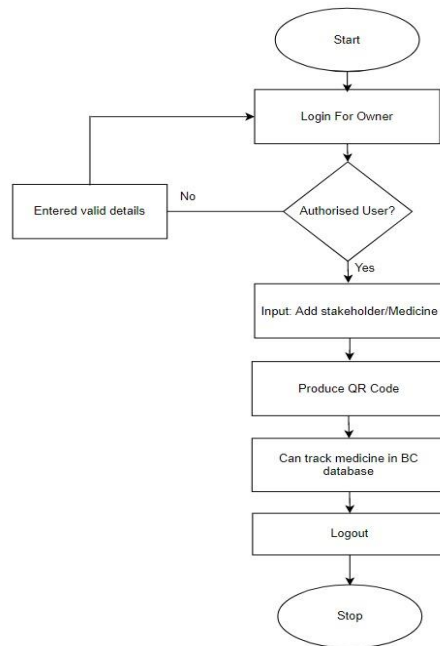 Start
Login For Owner
No
Entered valid details
Authorised User?
Yes
Input: Add stakeholder/Medicine
Produce QR Code
Can track medicine in BC
database
Logout
Stop